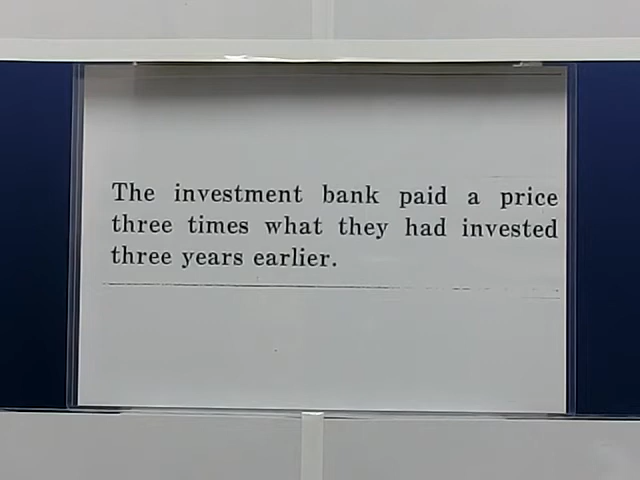 The investment bank paid a price
three times what they had invested
three years earlier.